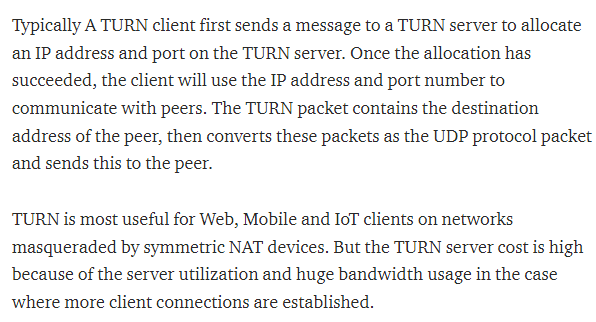 Typically A TURN client first sends a message to a TURN server to allocate
an IP address and port on the TURN server. Once the allocation has
succeeded, the client will use the IP address and port number to
communicate with peers. The TURN packet contains the destination
address of the peer, then converts these packets as the UDP protocol packet
and sends this to the peer.
TURN is most useful for Web, Mobile and IoT clients on networks
masqueraded by symmetric NAT devices. But the TURN server cost is high
because of the server utilization and huge bandwidth usage in the case
where more client connections are established.